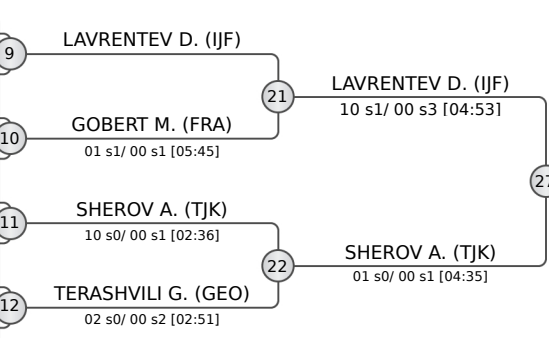 9
LAVRENTEV D. (IJF)
21
LAVRENTEV D. (IJF)
10 s1/ 00 s3 [04:53]
10
GOBERT M. (FRA)
01 s1/ 00 s1 [05:45]
27
11
SHEROV A. (TJK)
10 s0/ 00 s1 [02:36]
22
SHEROV A. (TJK)
01 s0/ 00 s1 [04:35]
12
TERASHVILI G. (GEO)
02 s0/ 00 s2 [02:51]